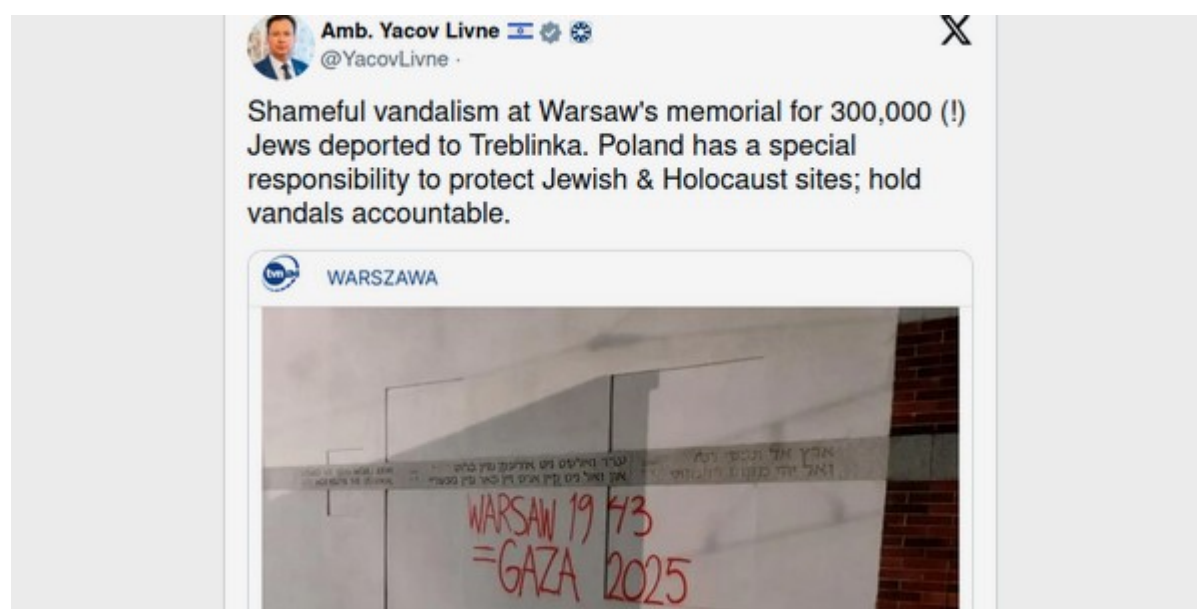 Amb. Yacov Livne
@YacovLivne ·
Shameful vandalism at Warsaw's memorial for 300,000 (!)
Jews deported to Treblinka. Poland has a special
responsibility to protect Jewish & Holocaust sites; hold
vandals accountable.
WARSZAWA
WARSAW 1943
=GAZA 2025